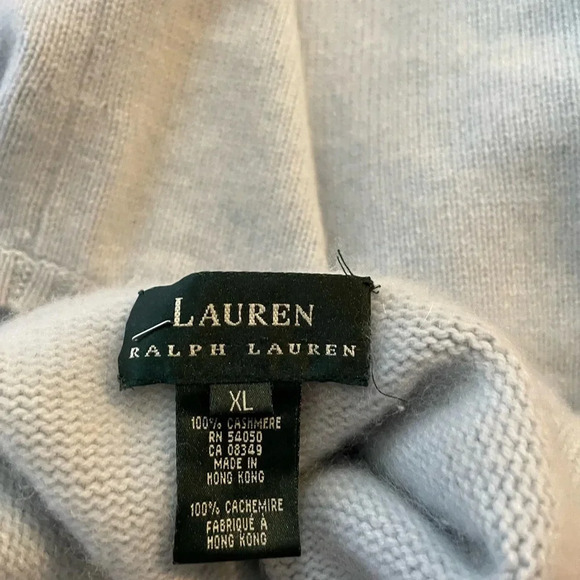 LAUREN
RALPH LAUREN
XL
100% CASHMERE
RN 54050
CA 08349
MADE IN
HONG KONG
100% CACHEMIRE
FABRIQUÉ À
HONG KONG